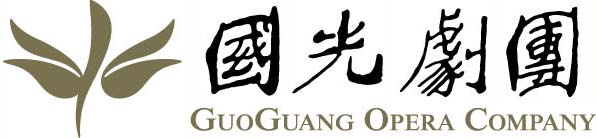 國光劇團
GUOGUANG OPERA COMPANY